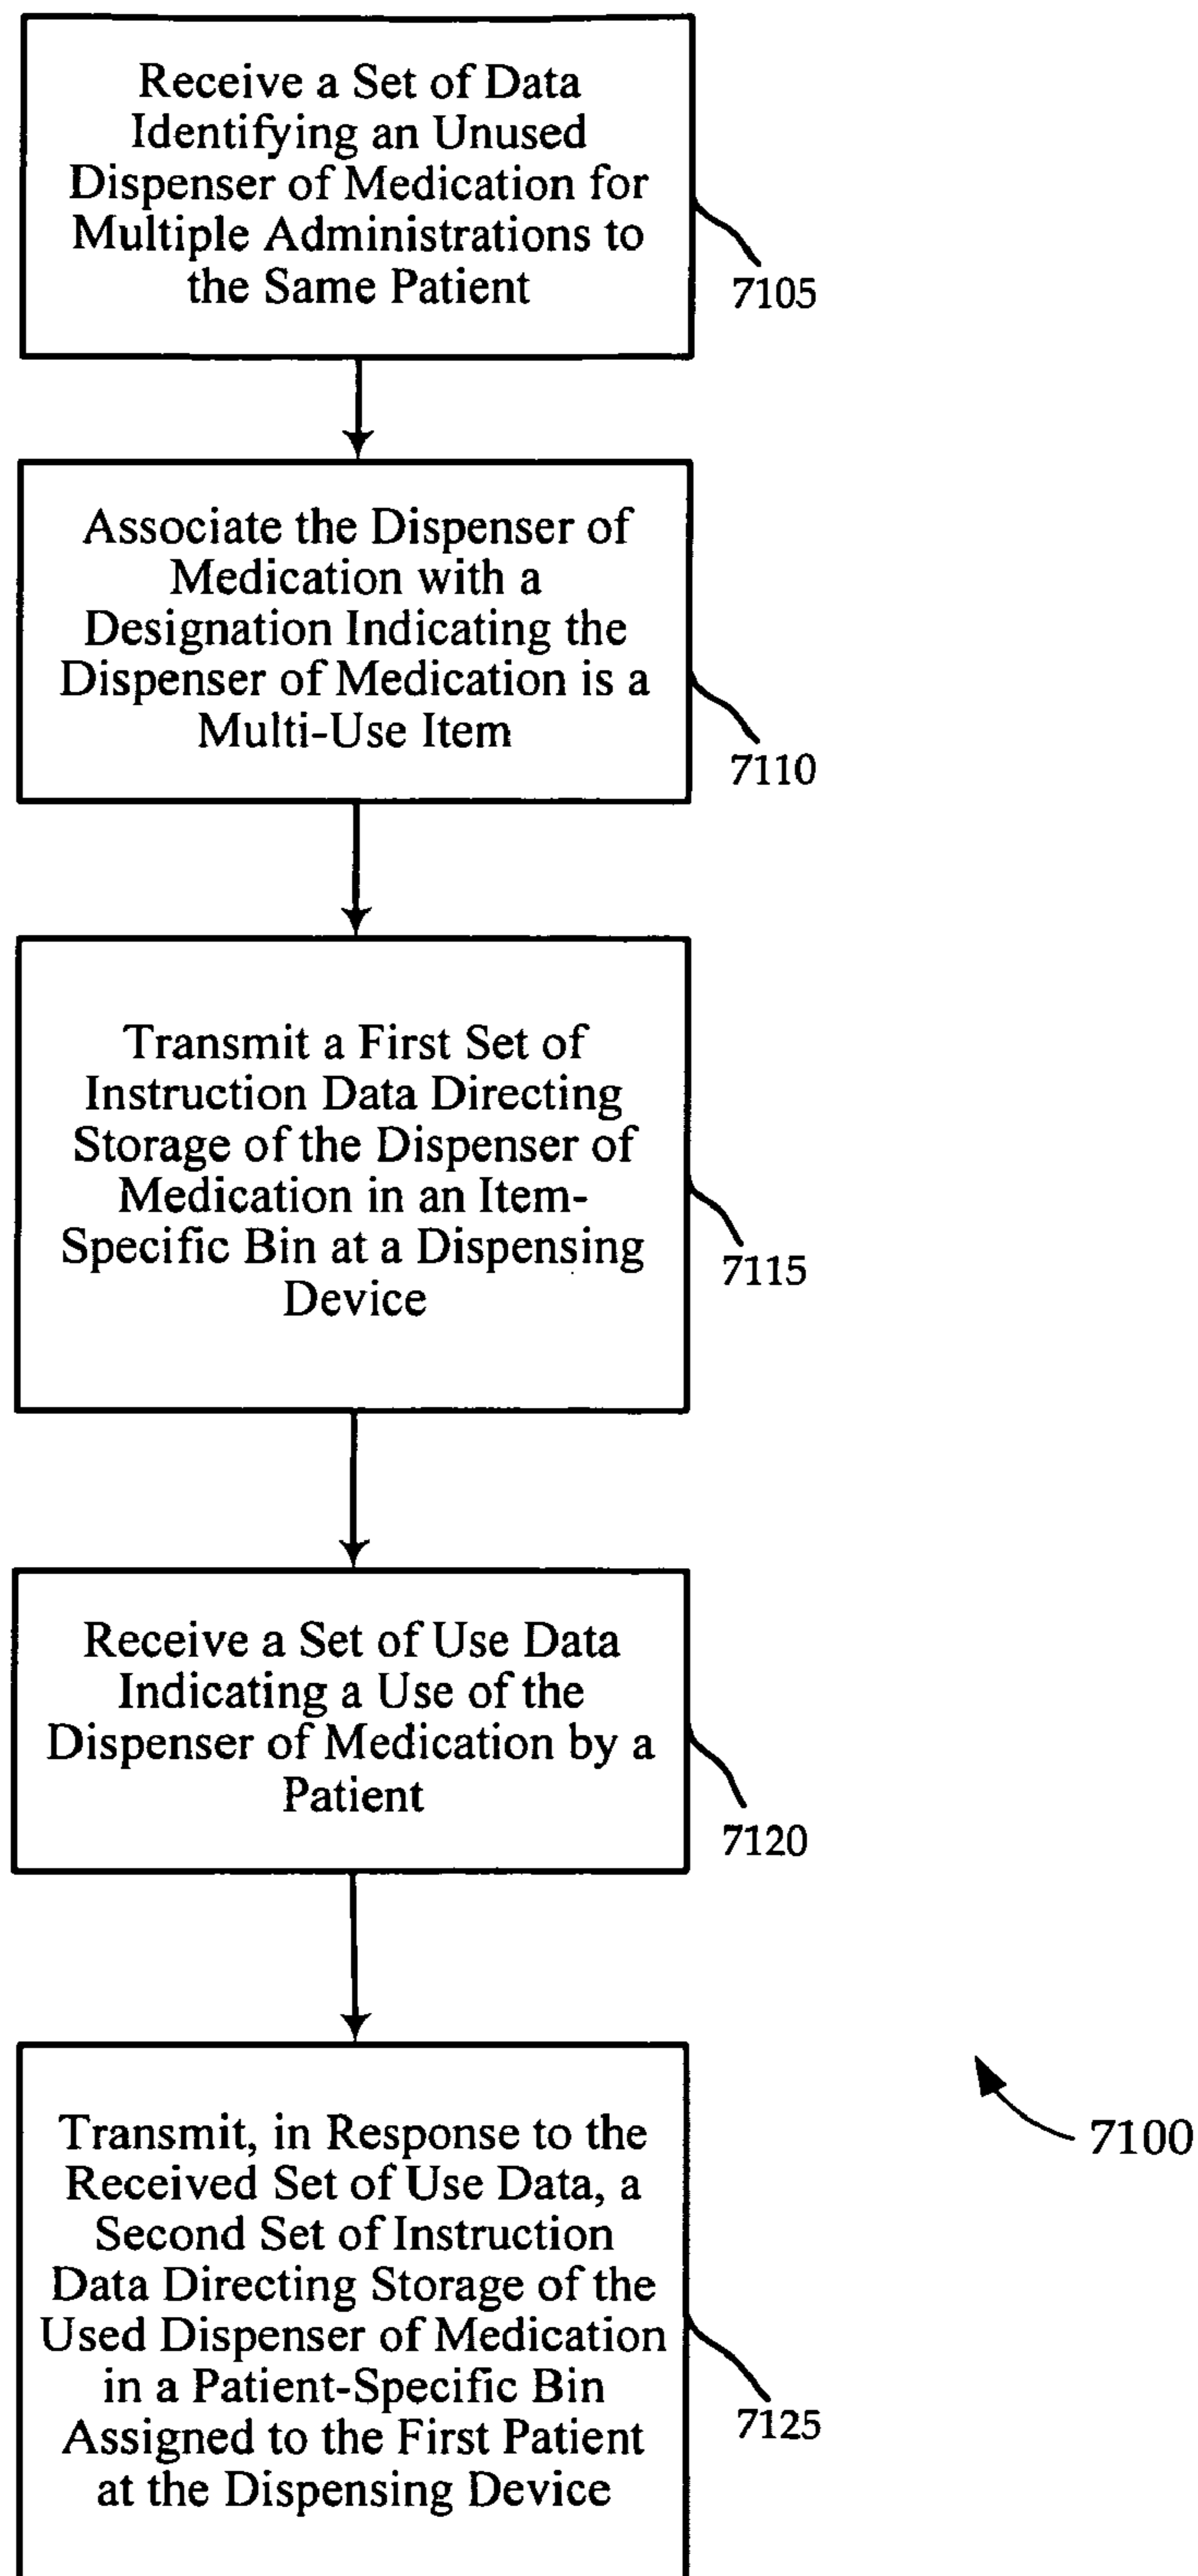 Receive a Set of Data
Identifying an Unused
Dispenser of Medication for
Multiple Administrations to
the Same Patient
7105
Associate the Dispenser of
Medication with a
Designation Indicating the
Dispenser of Medication is a
Multi-Use Item
7110
Transmit a First Set of
Instruction Data Directing
Storage of the Dispenser of
Medication in an Item-
Specific Bin at a Dispensing
Device
7115
Receive a Set of Use Data
Indicating a Use of the
Dispenser of Medication by a
Patient
7120
Transmit, in Response to the
Received Set of Use Data, a
Second Set of Instruction
Data Directing Storage of the
Used Dispenser of Medication
in a Patient-Specific Bin
Assigned to the First Patient
at the Dispensing Device
7125
7100